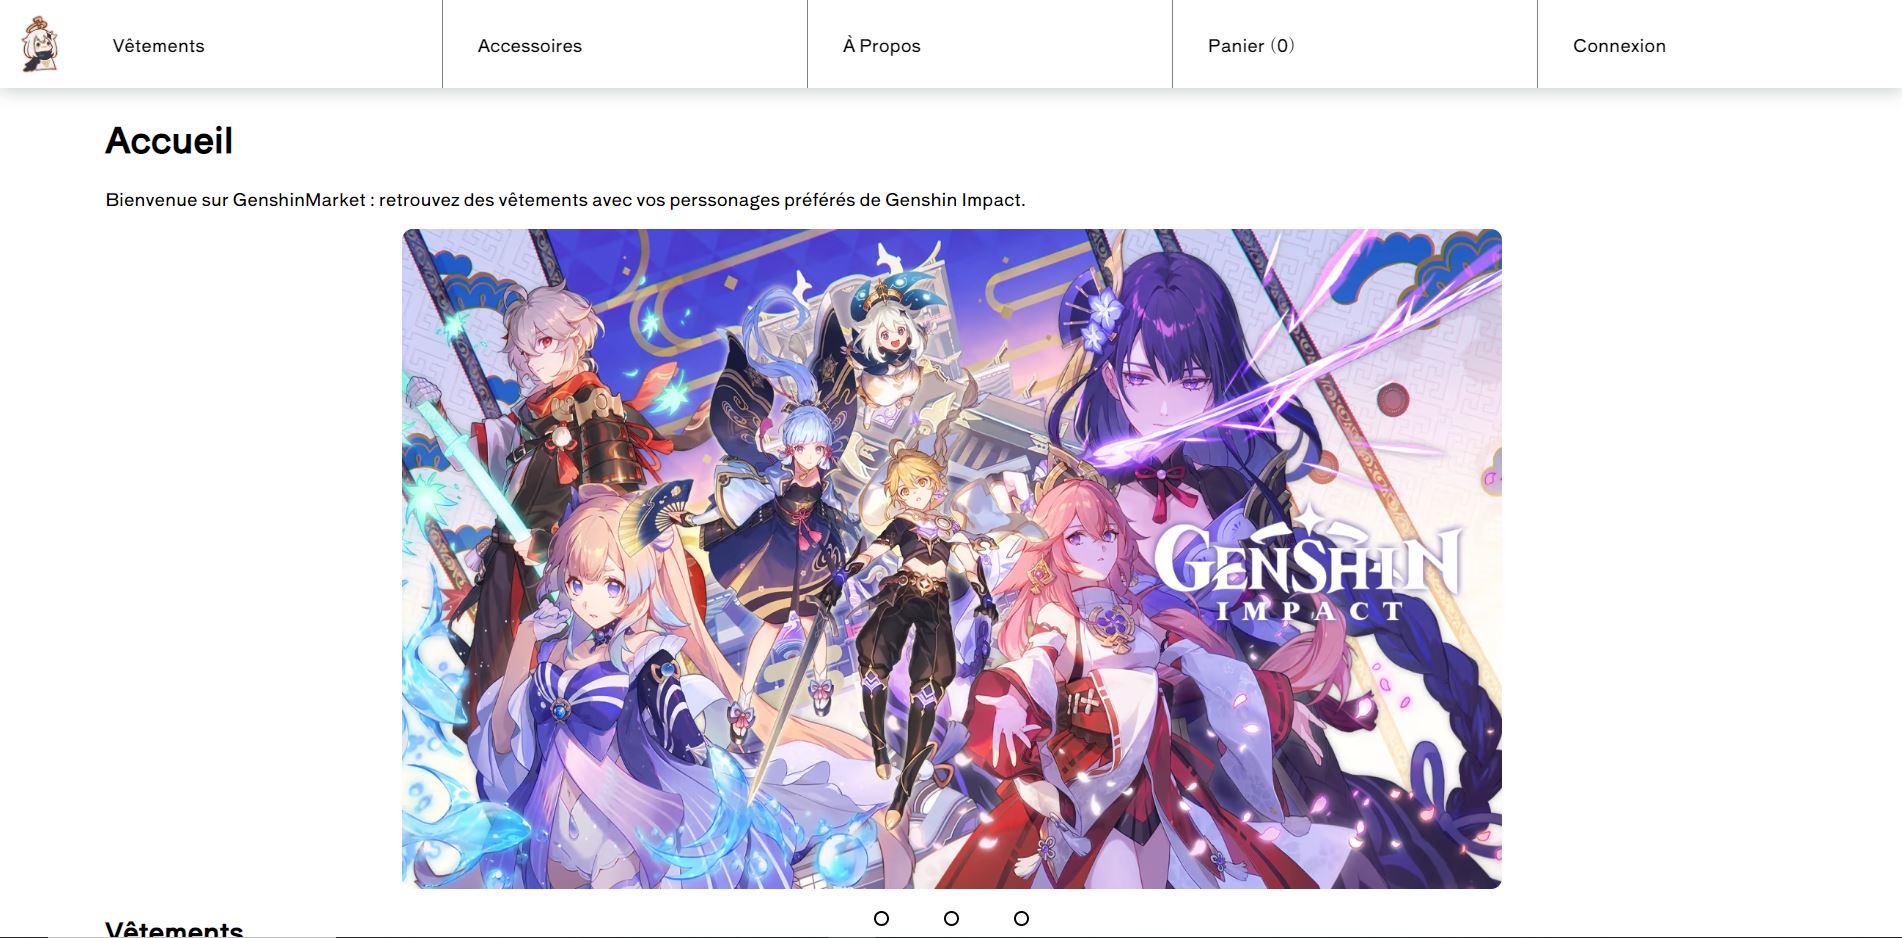 Vêtements
Accessoires
À Propos
Panier (0)
Connexion
Accueil
Bienvenue sur GenshinMarket : retrouvez des vêtements avec vos perssonages préférés de Genshin Impact.
GENSHIN
IMPACT
Vêtements